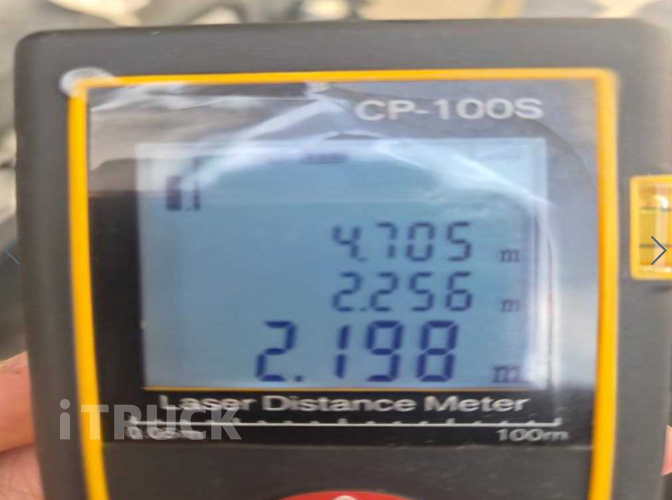 CP-100S
4.705 m
2.256 m
2.198 m
Laser Distance Meter
100m
iTRUCK